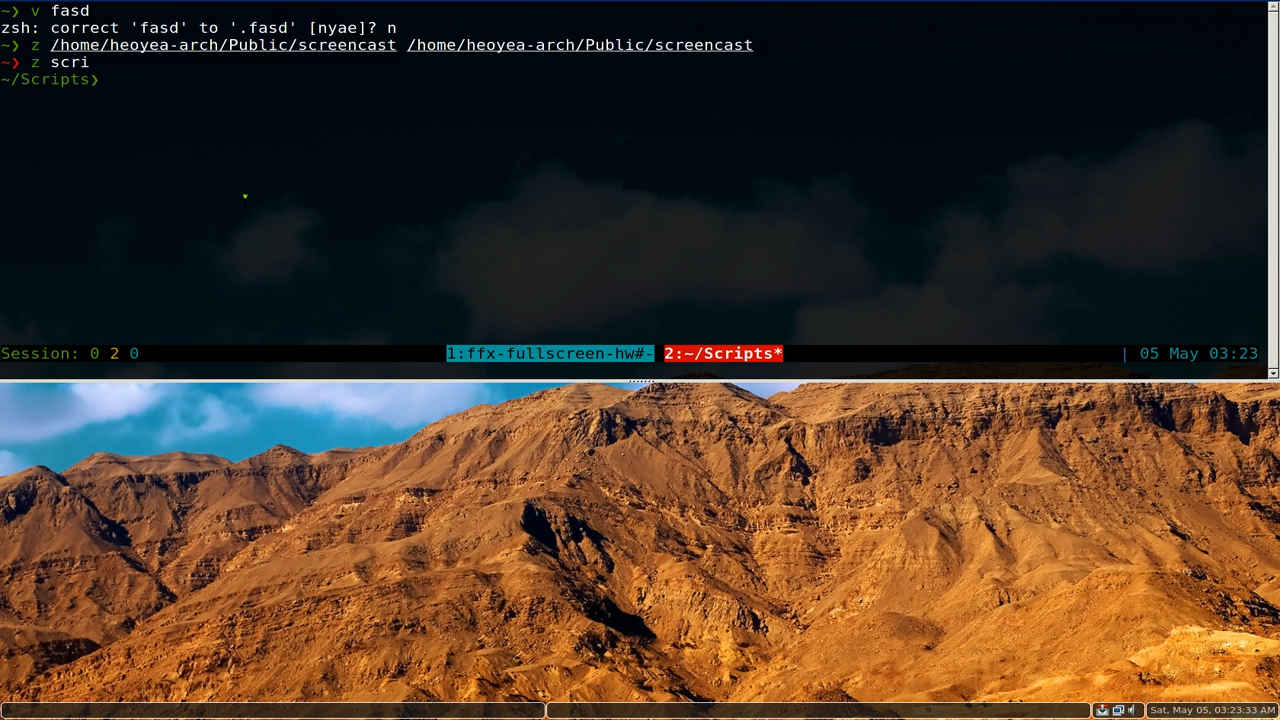 ~❯ v fasd
zsh: correct 'fasd' to '.fasd' [nyae]? n
~❯ z /home/heoyea-arch/Public/screencast /home/heoyea-arch/Public/screencast
~❯ z scri
~/Scripts❯
Session: 0 2 0 1:ffx-fullscreen-hw#- 2:~/Scripts* | 05 May 03:23
Sat, May 05, 03:23:33 AM